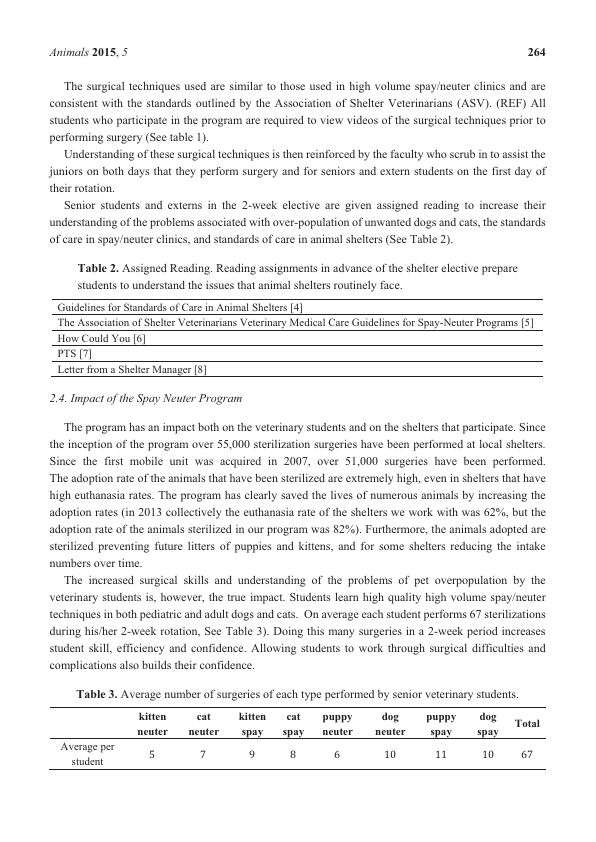 Animals 2015, 5 264
The surgical techniques used are similar to those used in high volume spay/neuter clinics and are
consistent with the standards outlined by the Association of Shelter Veterinarians (ASV). (REF) All
students who participate in the program are required to view videos of the surgical techniques prior to
performing surgery (See table 1).
Understanding of these surgical techniques is then reinforced by the faculty who scrub in to assist the
juniors on both days that they perform surgery and for seniors and extern students on the first day of
their rotation.
Senior students and externs in the 2-week elective are given assigned reading to increase their
understanding of the problems associated with over-population of unwanted dogs and cats, the standards
of care in spay/neuter clinics, and standards of care in animal shelters (See Table 2).
Table 2. Assigned Reading. Reading assignments in advance of the shelter elective prepare
students to understand the issues that animal shelters routinely face.
Guidelines for Standards of Care in Animal Shelters [4]
The Association of Shelter Veterinarians Veterinary Medical Care Guidelines for Spay-Neuter Programs [5]
How Could You [6]
PTS [7]
Letter from a Shelter Manager [8]
2.4. Impact of the Spay Neuter Program
The program has an impact both on the veterinary students and on the shelters that participate. Since
the inception of the program over 55,000 sterilization surgeries have been performed at local shelters.
Since the first mobile unit was acquired in 2007, over 51,000 surgeries have been performed.
The adoption rate of the animals that have been sterilized are extremely high, even in shelters that have
high euthanasia rates. The program has clearly saved the lives of numerous animals by increasing the
adoption rates (in 2013 collectively the euthanasia rate of the shelters we work with was 62%, but the
adoption rate of the animals sterilized in our program was 82%). Furthermore, the animals adopted are
sterilized preventing future litters of puppies and kittens, and for some shelters reducing the intake
numbers over time.
The increased surgical skills and understanding of the problems of pet overpopulation by the
veterinary students is, however, the true impact. Students learn high quality high volume spay/neuter
techniques in both pediatric and adult dogs and cats. On average each student performs 67 sterilizations
during his/her 2-week rotation, See Table 3). Doing this many surgeries in a 2-week period increases
student skill, efficiency and confidence. Allowing students to work through surgical difficulties and
complications also builds their confidence.
Table 3. Average number of surgeries of each type performed by senior veterinary students.
kitten cat kitten cat puppy dog puppy dog Total
neuter neuter spay spay neuter neuter spay spay
Average per student 5 7 9 8 6 10 11 10 67